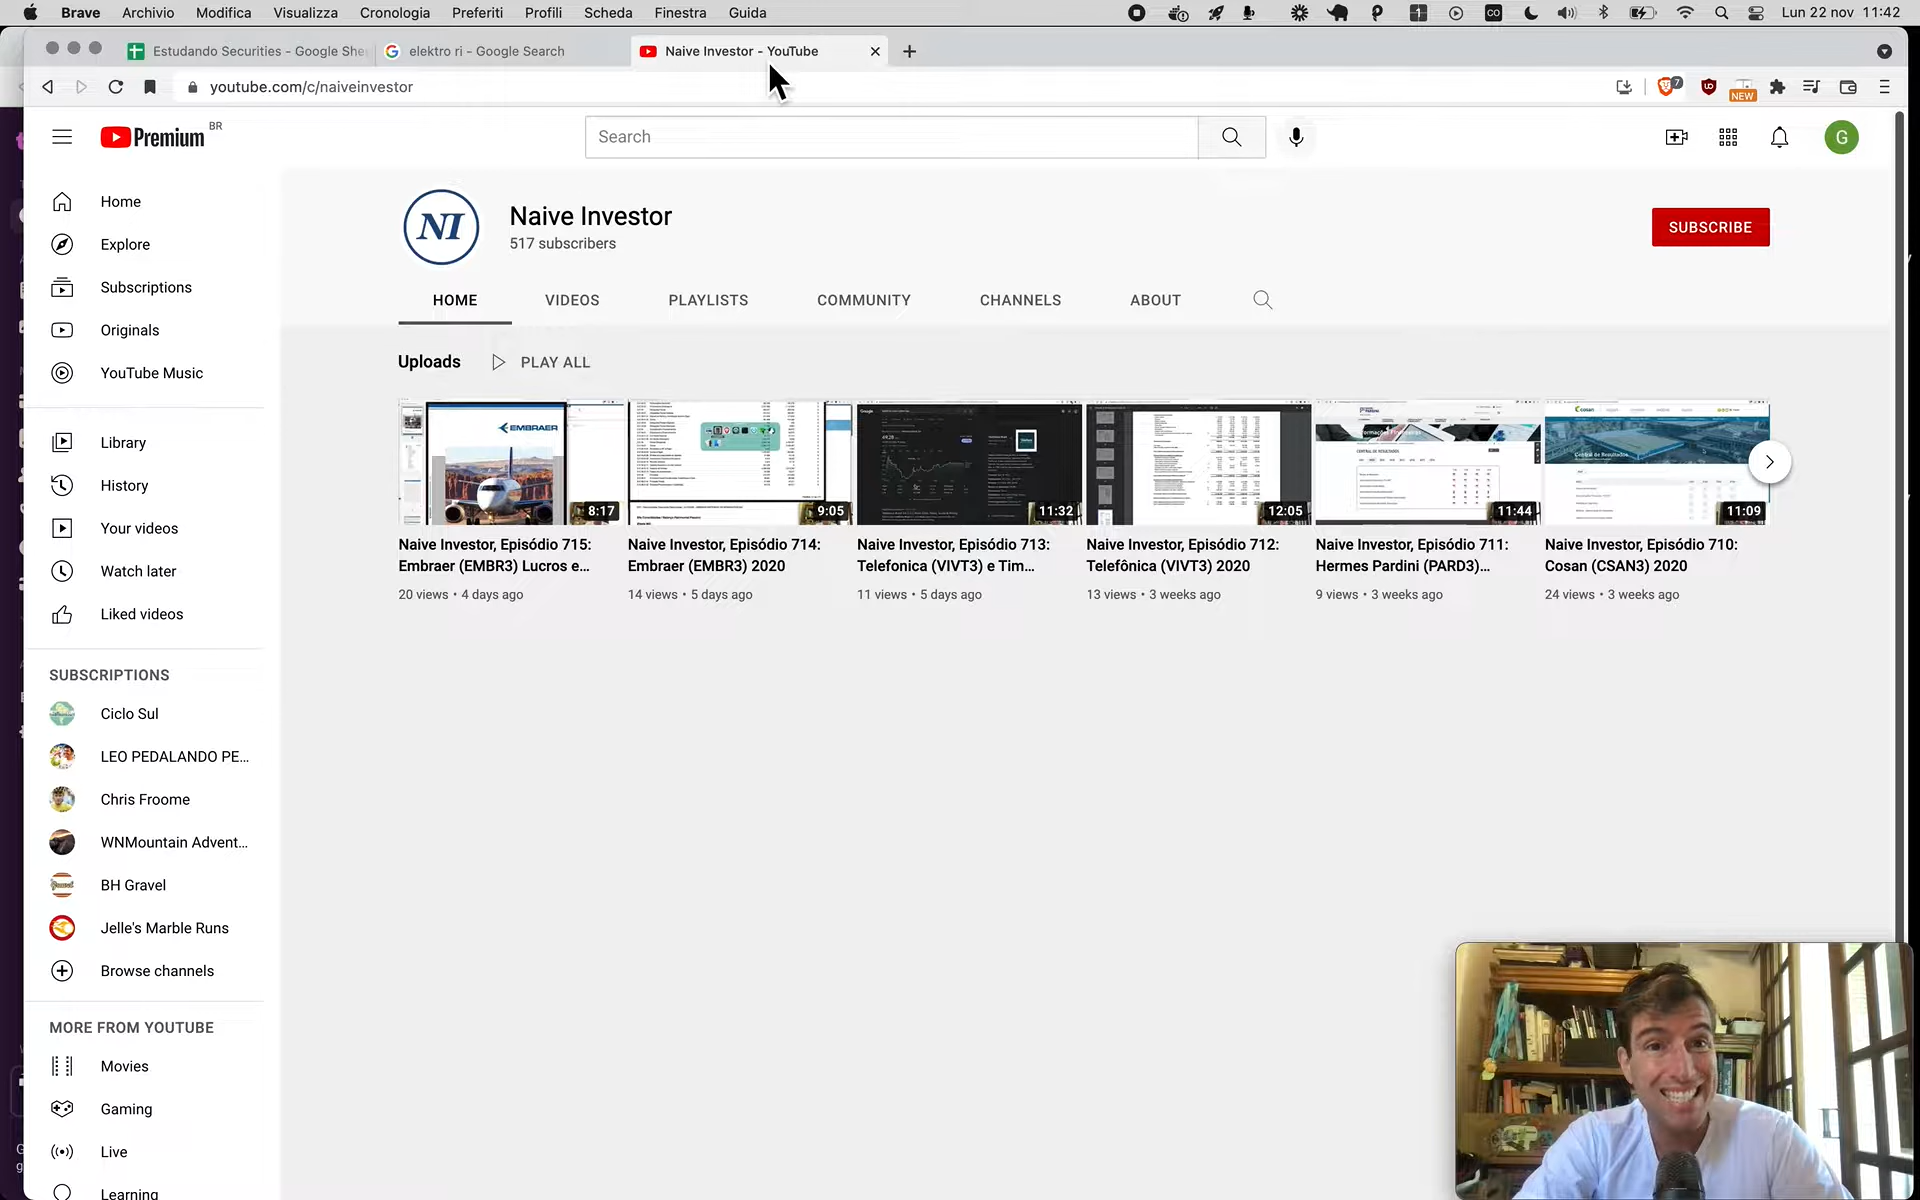 Brave Archivio Modifica Visualizza Cronologia Preferiti Profili Scheda Finestra Guida Lun 22 nov 11:42
Estudando Securities - Google She
elektro ri - Google Search
Naive Investor - YouTube
youtube.com/c/naiveinvestor
7
NEW
Premium BR
Search
G
Home
Explore
Subscriptions
Originals
YouTube Music
Library
History
Your videos
Watch later
Liked videos
SUBSCRIPTIONS
Ciclo Sul
LEO PEDALANDO PE...
Chris Froome
WNMountain Advent...
BH Gravel
Jelle's Marble Runs
Browse channels
MORE FROM YOUTUBE
Movies
Gaming
Live
Learning
NI
Naive Investor
517 subscribers
SUBSCRIBE
HOME VIDEOS PLAYLISTS COMMUNITY CHANNELS ABOUT
Uploads PLAY ALL
EMBRAER
8:17
Naive Investor, Episódio 715:
Embraer (EMBR3) Lucros e...
20 views • 4 days ago
9:05
Naive Investor, Episódio 714:
Embraer (EMBR3) 2020
14 views • 5 days ago
11:32
Naive Investor, Episódio 713:
Telefonica (VIVT3) e Tim...
11 views • 5 days ago
12:05
Naive Investor, Episódio 712:
Telefônica (VIVT3) 2020
13 views • 3 weeks ago
11:44
Naive Investor, Episódio 711:
Hermes Pardini (PARD3)...
9 views • 3 weeks ago
cosan
Central de Resultados
11:09
Naive Investor, Episódio 710:
Cosan (CSAN3) 2020
24 views • 3 weeks ago